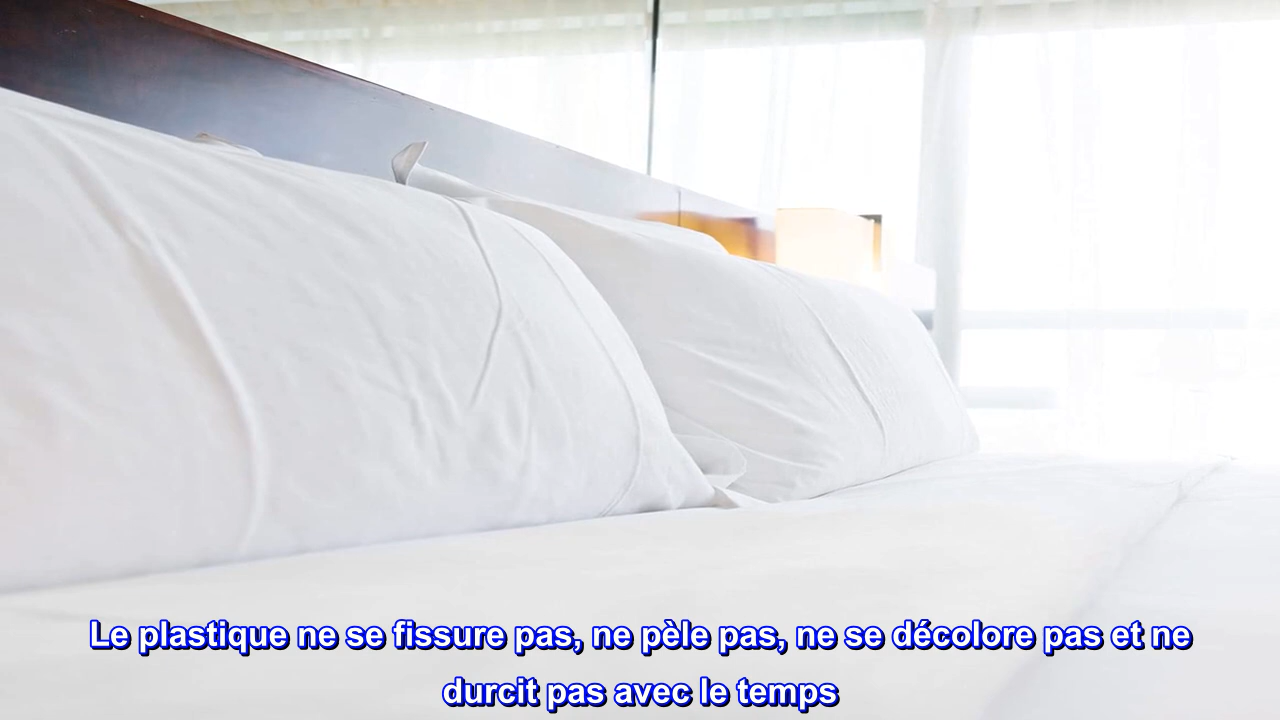 Le plastique ne se fissure pas, ne pèle pas, ne se décolore pas et ne
durcit pas avec le temps